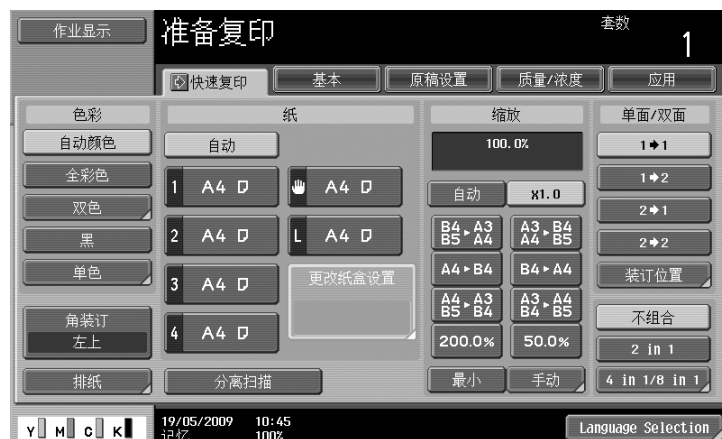 作业显示
准备复印
套数
1
快速复印
基本
原稿设置
质量/浓度
应用
色彩
自动颜色
全彩色
双色
黑
单色
角装订
左上
排纸
纸
自动
1 A4
A4
2 A4
L A4
3 A4
更改纸盒设置
4 A4
分离扫描
缩放
100.0%
自动
x1.0
B4▸A3
B5▸A4
A3▸B4
A4▸B5
A4▸B4
B4▸A4
A4▸A3
B5▸B4
A3▸A4
B4▸B5
200.0%
50.0%
最小
手动
单面/双面
1➧1
1➧2
2➧1
2➧2
装订位置
不组合
2 in 1
4 in 1/8 in 1
Y M C K
19/05/2009 10:45
记忆 100%
Language Selection